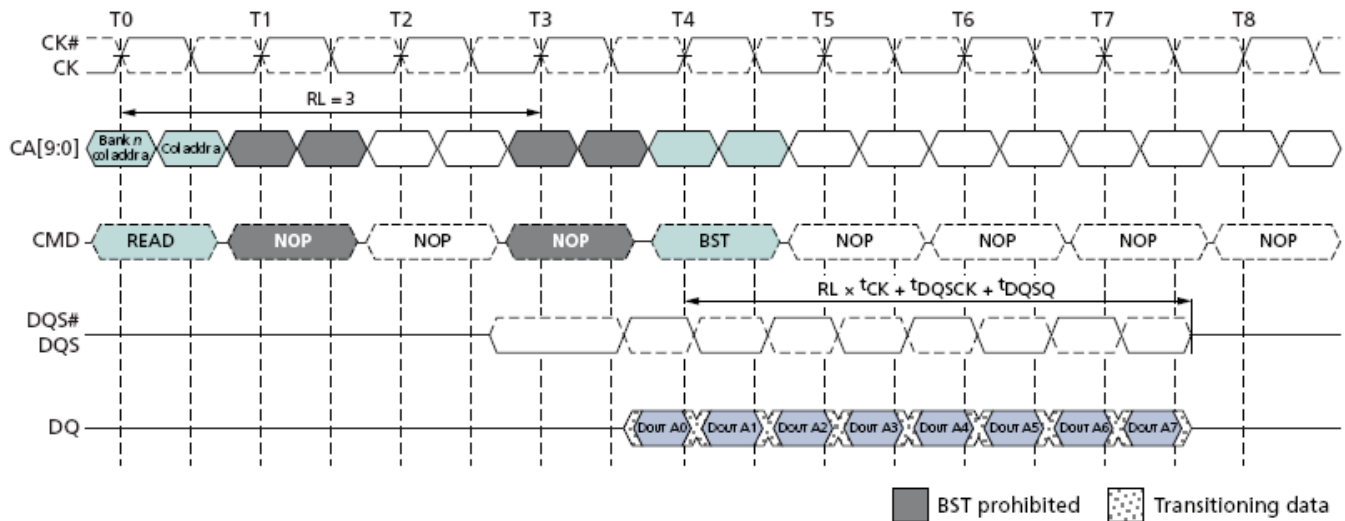 T0 T1 T2 T3 T4 T5 T6 T7 T8
CK#
CK
RL = 3
CA[9:0] Bank n col addr a Col addr a
CMD READ NOP NOP NOP BST NOP NOP NOP NOP
RL × tCK + tDQSCK + tDQSQ
DQS#
DQS
DQ DOUT A0 DOUT A1 DOUT A2 DOUT A3 DOUT A4 DOUT A5 DOUT A6 DOUT A7
BST prohibited Transitioning data